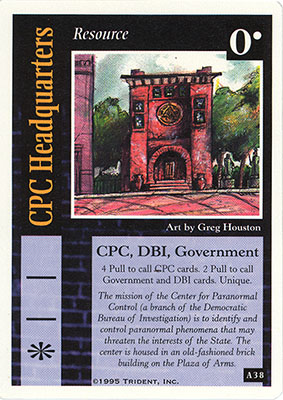 Resource
0•
CPC Headquarters
Art by Greg Houston
CPC, DBI, Government
4 Pull to call CPC cards. 2 Pull to call
Government and DBI cards. Unique.
The mission of the Center for Paranormal
Control (a branch of the Democratic
Bureau of Investigation) is to identify and
control paranormal phenomena that may
threaten the interests of the State. The
center is housed in an old-fashioned brick
building on the Plaza of Arms.
©1995 TRIDENT, INC.
A38